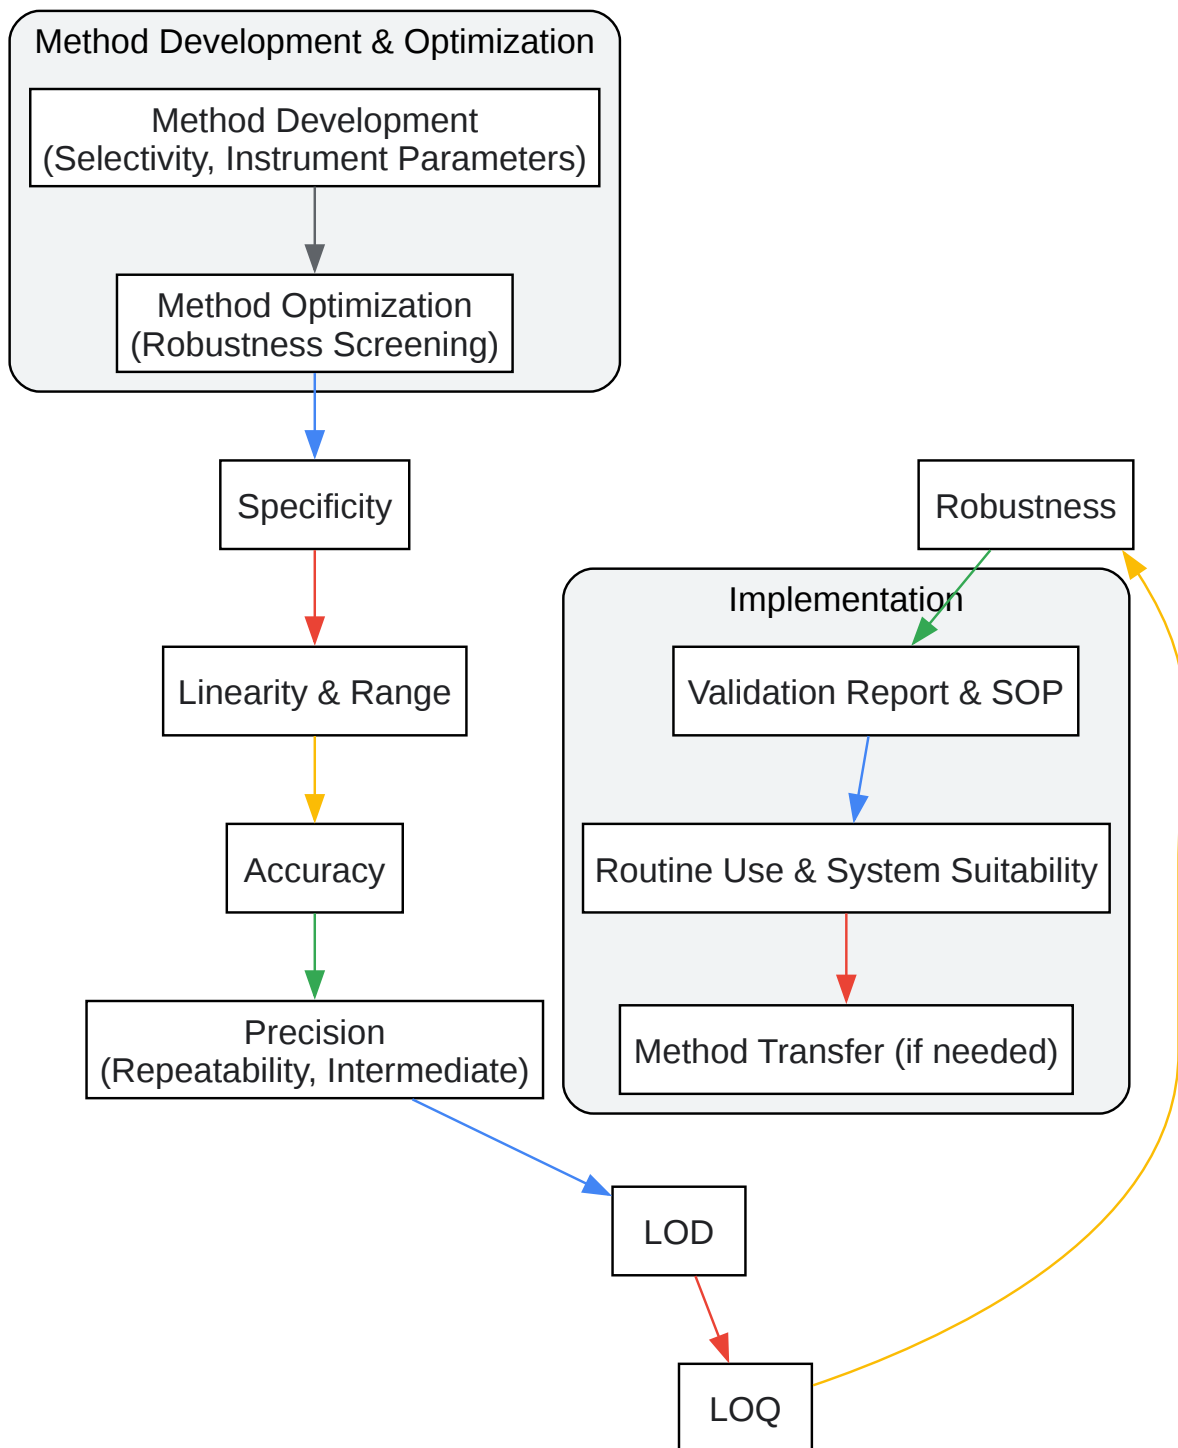 Method Development & Optimization
Method Development
(Selectivity, Instrument Parameters)
Method Optimization
(Robustness Screening)
Specificity
Robustness
Implementation
Linearity & Range
Validation Report & SOP
Accuracy
Routine Use & System Suitability
Precision
(Repeatability, Intermediate)
Method Transfer (if needed)
LOD
LOQ